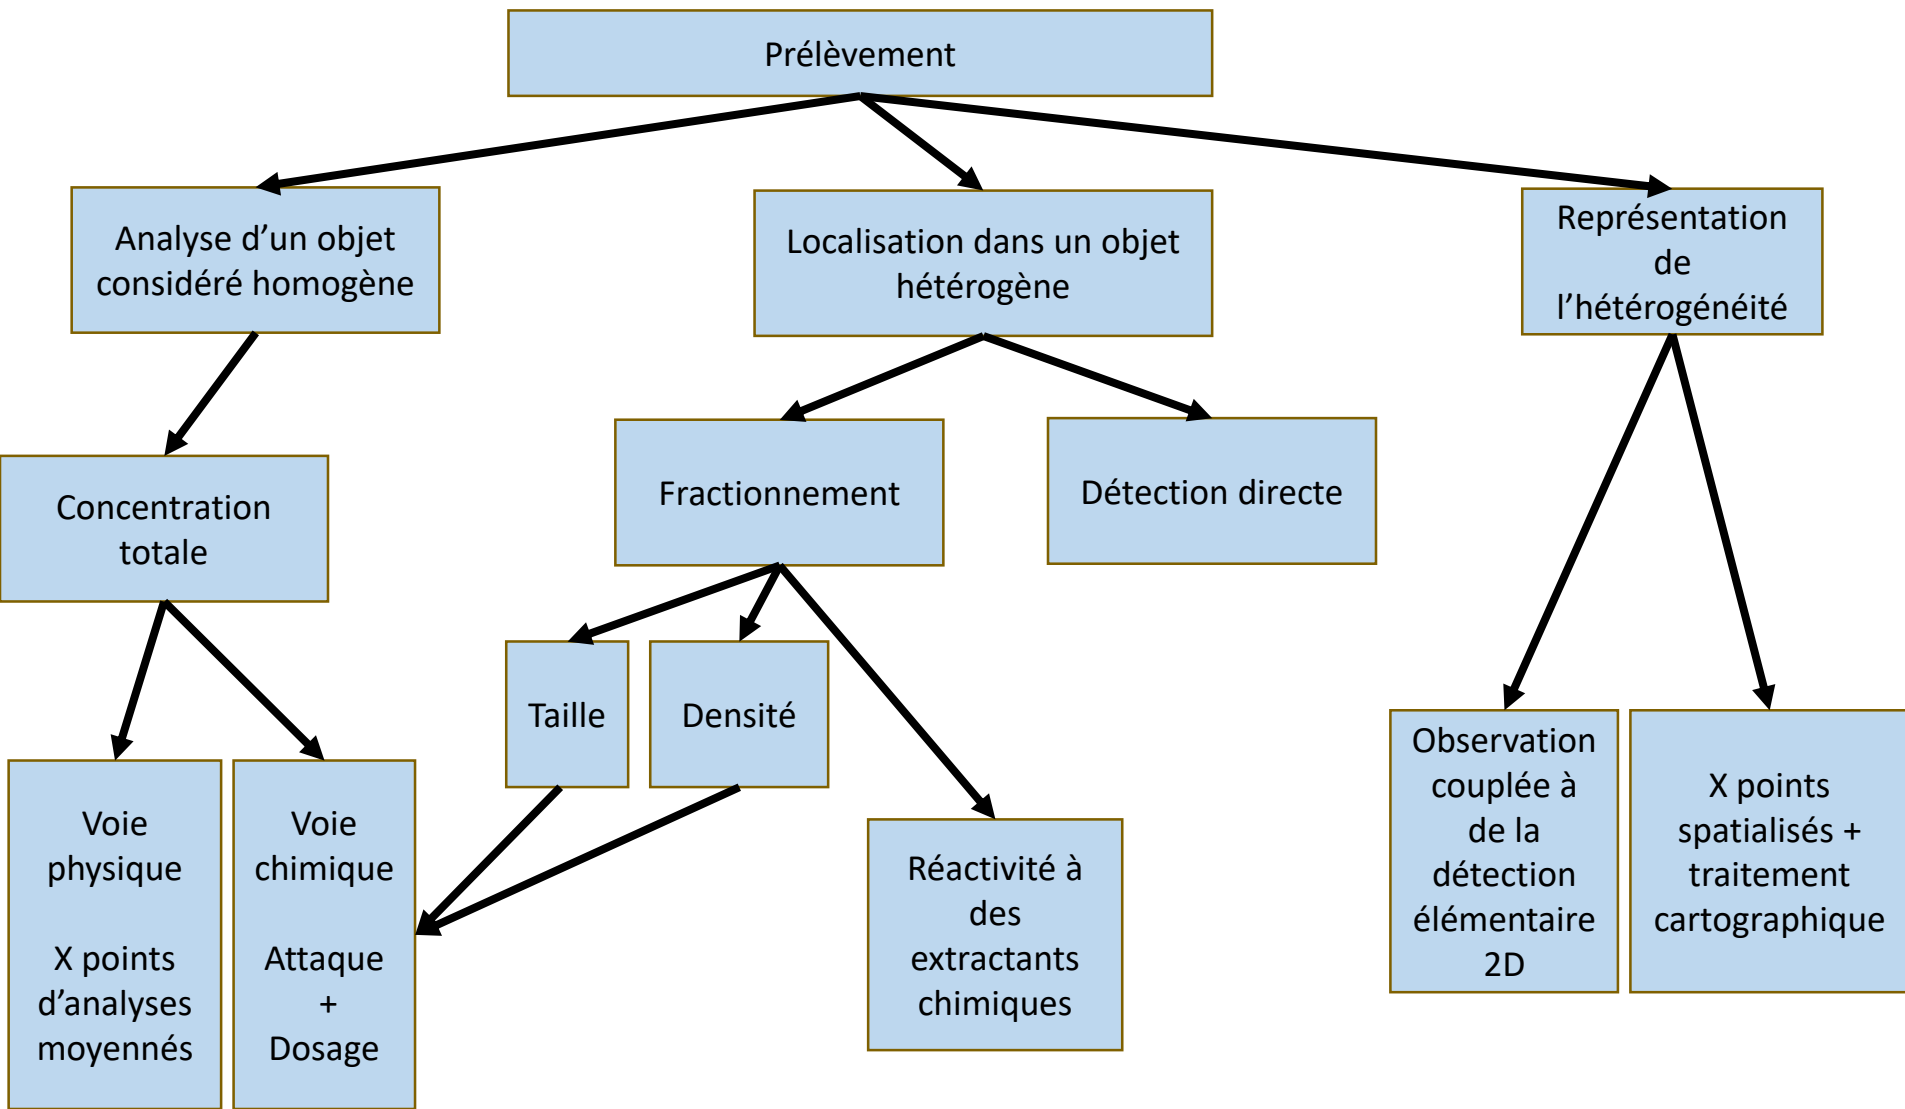 Prélèvement
Analyse d’un objet
considéré homogène
Localisation dans un objet
hétérogène
Représentation
de
l’hétérogénéité
Concentration
totale
Fractionnement
Détection directe
Taille
Densité
Voie
physique
X points
d’analyses
moyennés
Voie
chimique
Attaque
+
Dosage
Réactivité à
des
extractants
chimiques
Observation
couplée à
de la
détection
élémentaire
2D
X points
spatialisés +
traitement
cartographique